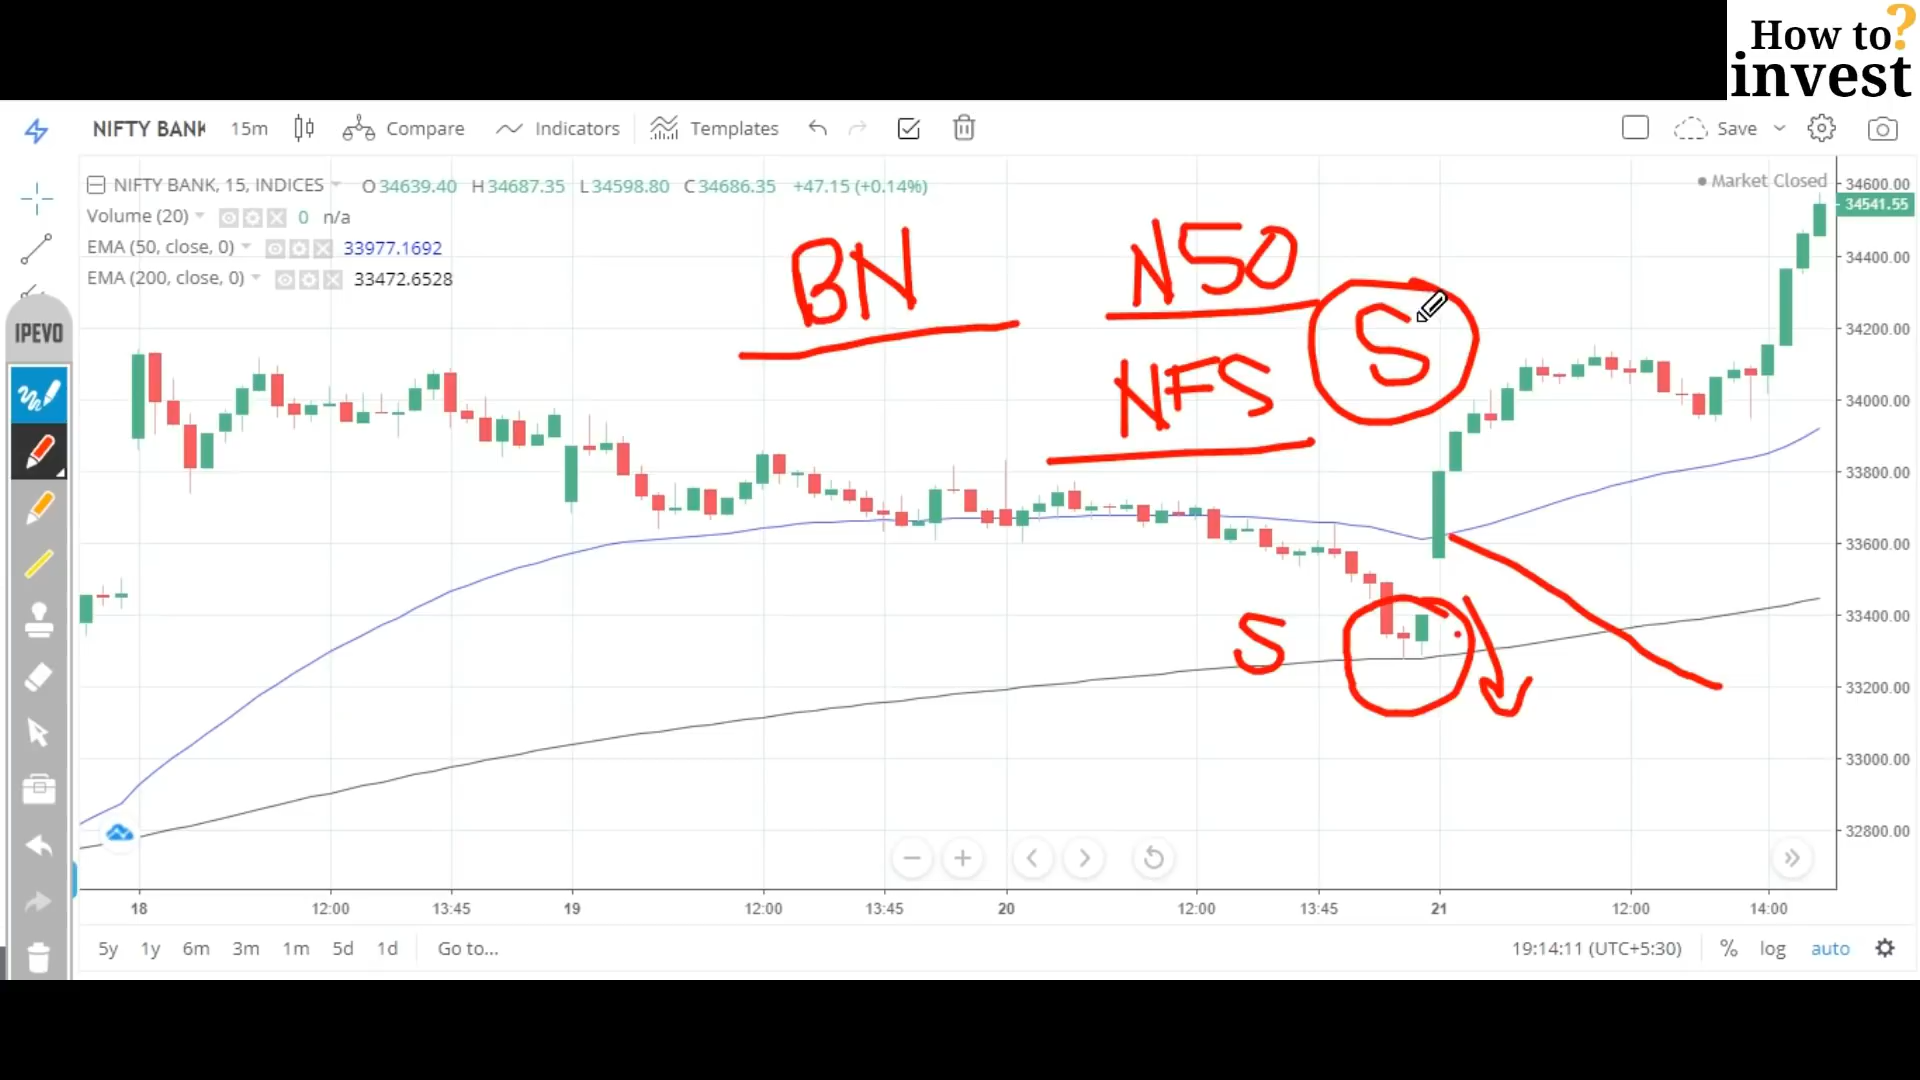 How to?
invest
NIFTY BANK 15m Compare Indicators Templates Save
NIFTY BANK, 15, INDICES O34639.40 H34687.35 L34598.80 C34686.35 +47.15 (+0.14%)
Market Closed
Volume (20) 0 n/a
EMA (50, close, 0) 33977.1692
EMA (200, close, 0) 33472.6528
IPEVO
BN
N50
S
NFS
S
34600.00
34541.55
34400.00
34200.00
34000.00
33800.00
33600.00
33400.00
33200.00
33000.00
32800.00
18 12:00 13:45 19 12:00 13:45 20 12:00 13:45 21 12:00 14:00
5y 1y 6m 3m 1m 5d 1d Go to... 19:14:11 (UTC+5:30) % log auto